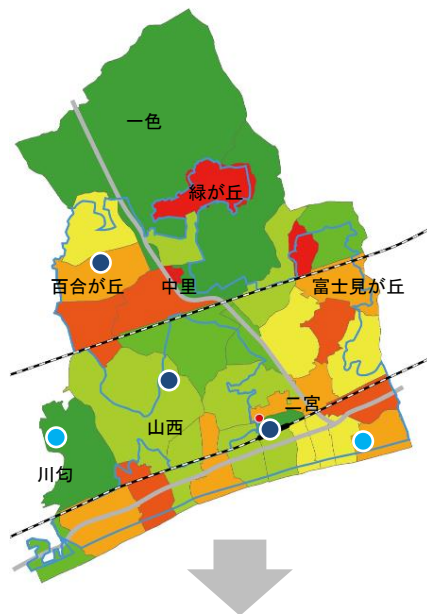 一色
緑が丘
百合が丘
中里
富士見が丘
二宮
山西
川匂